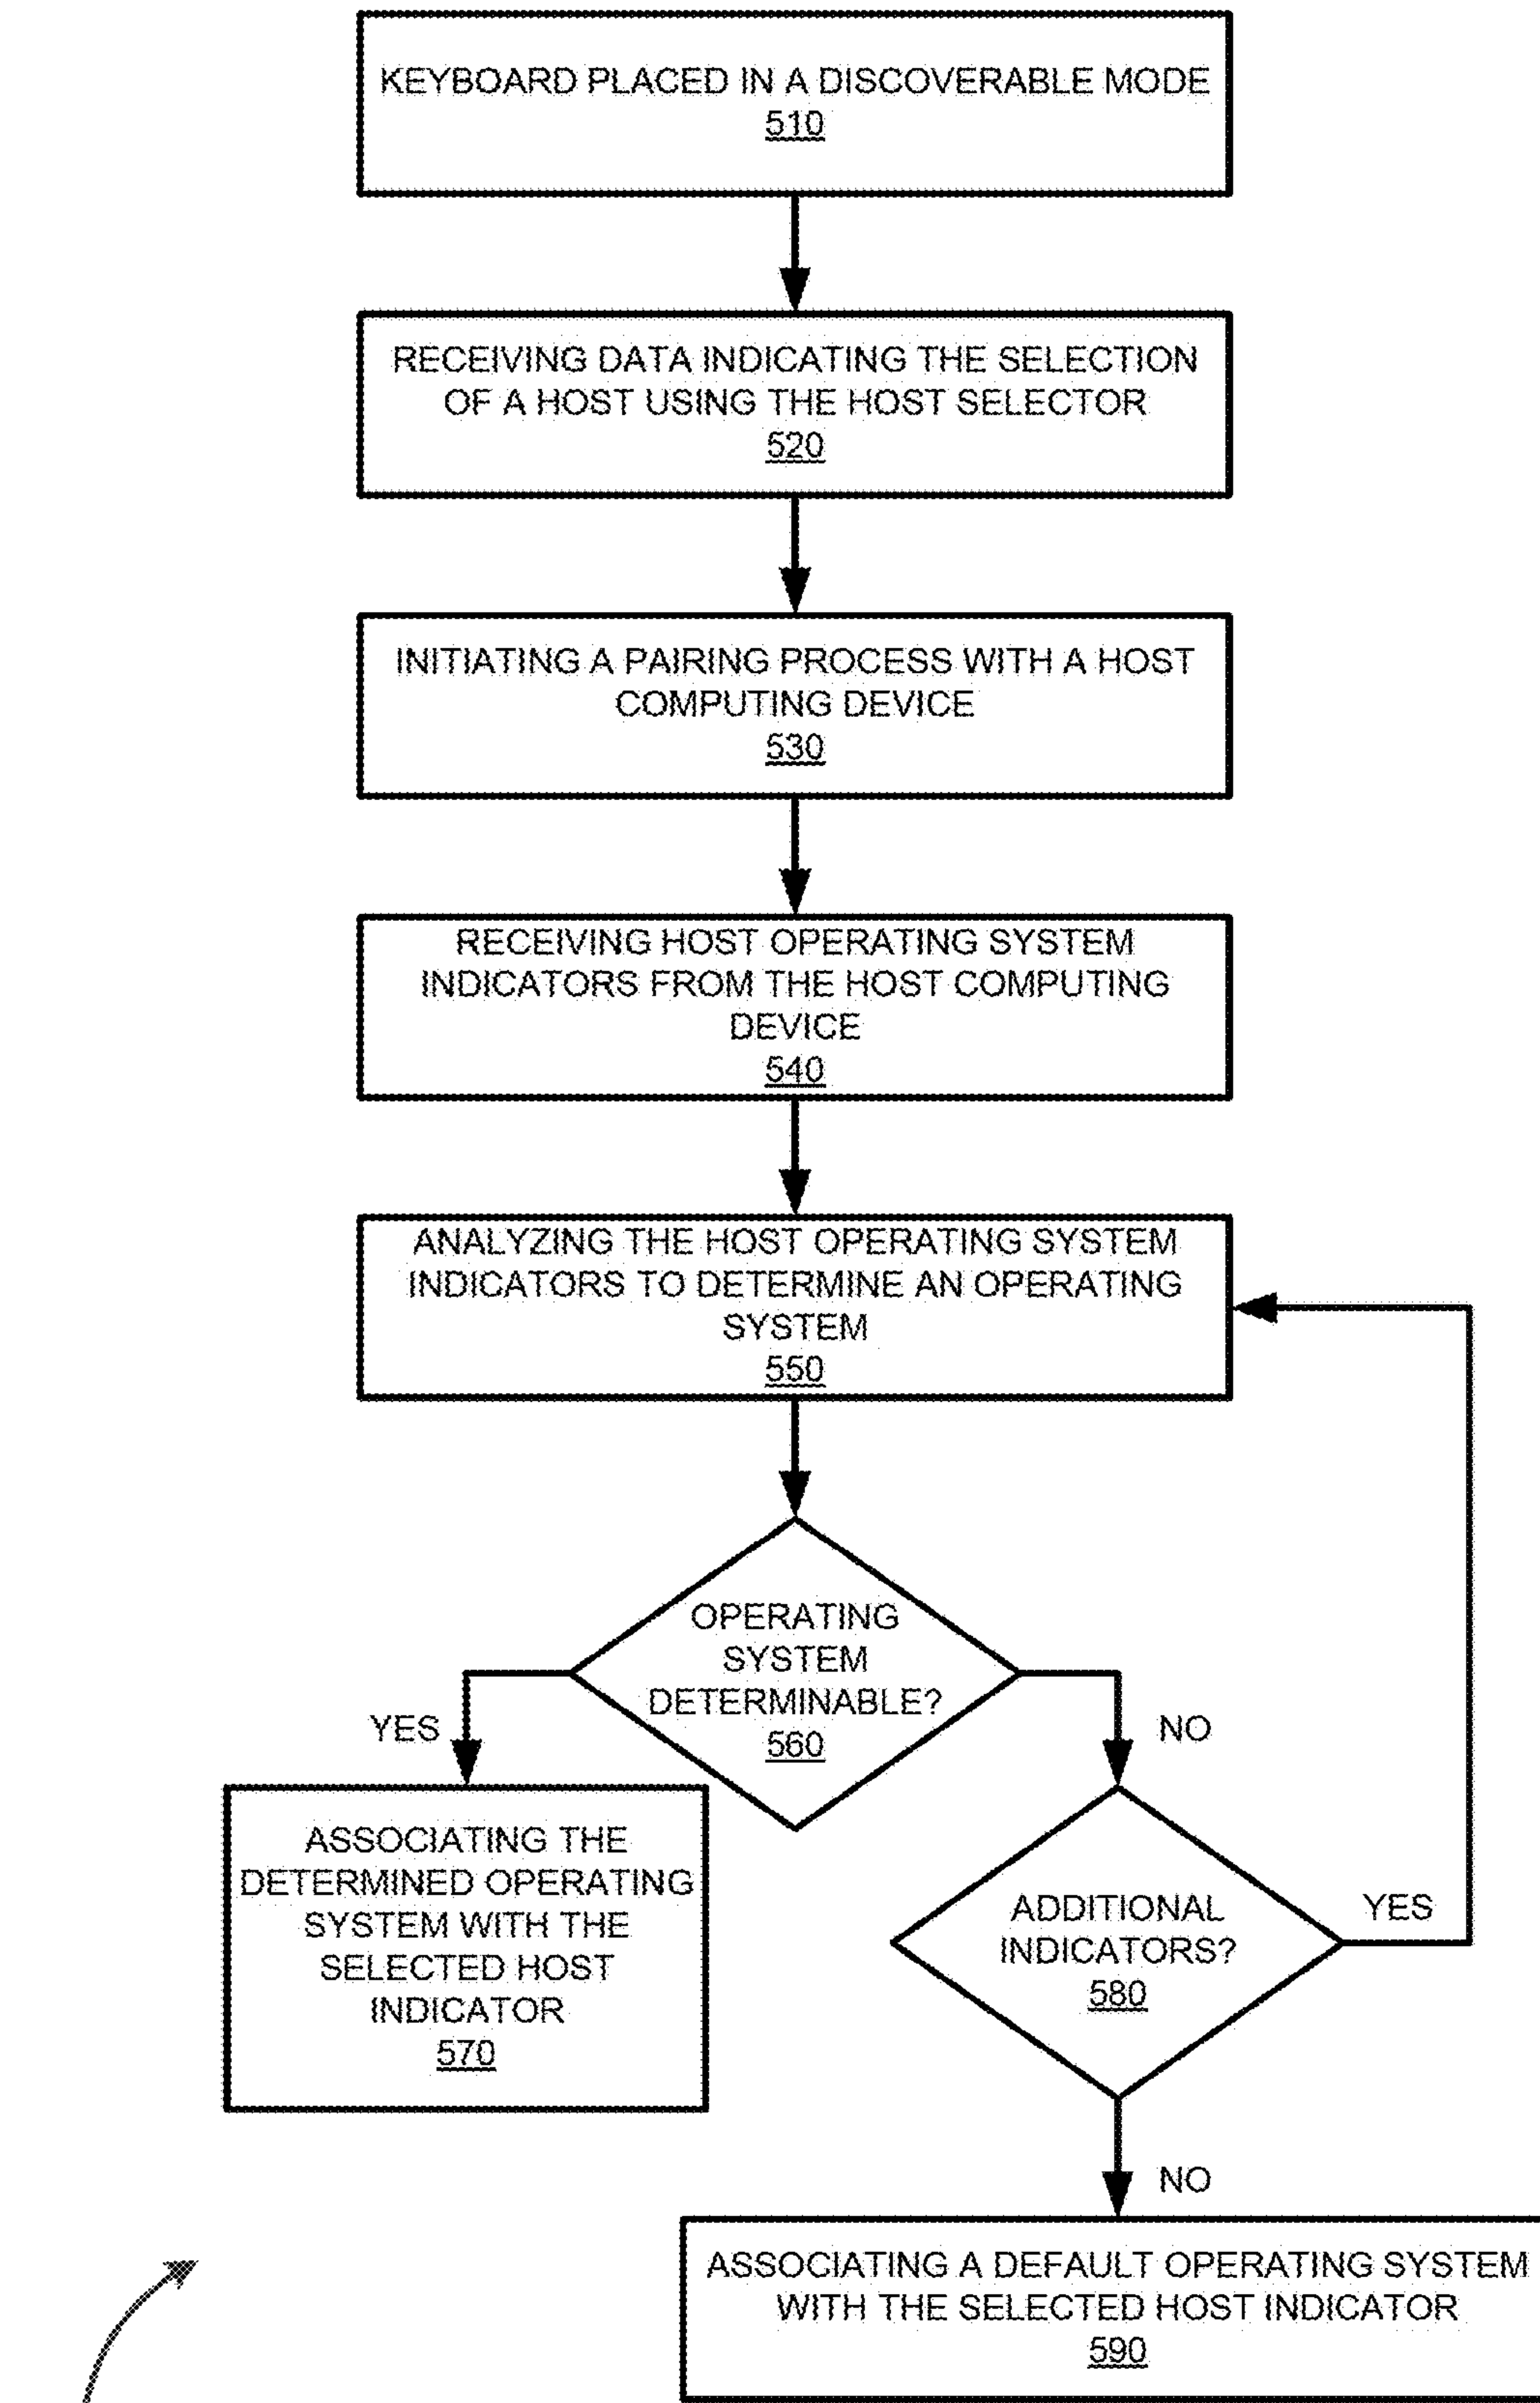 KEYBOARD PLACED IN A DISCOVERABLE MODE
510
RECEIVING DATA INDICATING THE SELECTION
OF A HOST USING THE HOST SELECTOR
520
INITIATING A PAIRING PROCESS WITH A HOST
COMPUTING DEVICE
530
RECEIVING HOST OPERATING SYSTEM
INDICATORS FROM THE HOST COMPUTING
DEVICE
540
ANALYZING THE HOST OPERATING SYSTEM
INDICATORS TO DETERMINE AN OPERATING
SYSTEM
550
OPERATING
SYSTEM
DETERMINABLE?
560
YES
NO
ASSOCIATING THE
DETERMINED OPERATING
SYSTEM WITH THE
SELECTED HOST
INDICATOR
570
ADDITIONAL
INDICATORS?
580
YES
NO
ASSOCIATING A DEFAULT OPERATING SYSTEM
WITH THE SELECTED HOST INDICATOR
590